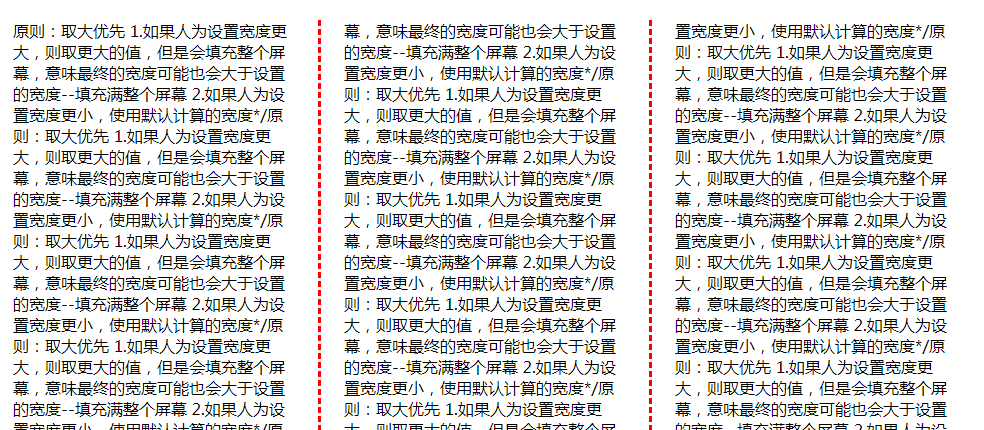 原则：取大优先 1.如果人为设置宽度更
大，则取更大的值，但是会填充整个屏
幕，意味最终的宽度可能也会大于设置
的宽度--填充满整个屏幕 2.如果人为设
置宽度更小，使用默认计算的宽度*/原
则：取大优先 1.如果人为设置宽度更
大，则取更大的值，但是会填充整个屏
幕，意味最终的宽度可能也会大于设置
的宽度--填充满整个屏幕 2.如果人为设
置宽度更小，使用默认计算的宽度*/原
则：取大优先 1.如果人为设置宽度更
大，则取更大的值，但是会填充整个屏
幕，意味最终的宽度可能也会大于设置
的宽度--填充满整个屏幕 2.如果人为设
置宽度更小，使用默认计算的宽度*/原
则：取大优先 1.如果人为设置宽度更
大，则取更大的值，但是会填充整个屏
幕，意味最终的宽度可能也会大于设置
的宽度--填充满整个屏幕 2.如果人为设
置宽度更小，使用默认计算的宽度*/原
幕，意味最终的宽度可能也会大于设置
的宽度--填充满整个屏幕 2.如果人为设
置宽度更小，使用默认计算的宽度*/原
则：取大优先 1.如果人为设置宽度更
大，则取更大的值，但是会填充整个屏
幕，意味最终的宽度可能也会大于设置
的宽度--填充满整个屏幕 2.如果人为设
置宽度更小，使用默认计算的宽度*/原
则：取大优先 1.如果人为设置宽度更
大，则取更大的值，但是会填充整个屏
幕，意味最终的宽度可能也会大于设置
的宽度--填充满整个屏幕 2.如果人为设
置宽度更小，使用默认计算的宽度*/原
则：取大优先 1.如果人为设置宽度更
大，则取更大的值，但是会填充整个屏
幕，意味最终的宽度可能也会大于设置
的宽度--填充满整个屏幕 2.如果人为设
置宽度更小，使用默认计算的宽度*/原
则：取大优先 1.如果人为设置宽度更
大，则取更大的值，但是会填充整个屏
置宽度更小，使用默认计算的宽度*/原
则：取大优先 1.如果人为设置宽度更
大，则取更大的值，但是会填充整个屏
幕，意味最终的宽度可能也会大于设置
的宽度--填充满整个屏幕 2.如果人为设
置宽度更小，使用默认计算的宽度*/原
则：取大优先 1.如果人为设置宽度更
大，则取更大的值，但是会填充整个屏
幕，意味最终的宽度可能也会大于设置
的宽度--填充满整个屏幕 2.如果人为设
置宽度更小，使用默认计算的宽度*/原
则：取大优先 1.如果人为设置宽度更
大，则取更大的值，但是会填充整个屏
幕，意味最终的宽度可能也会大于设置
的宽度--填充满整个屏幕 2.如果人为设
置宽度更小，使用默认计算的宽度*/原
则：取大优先 1.如果人为设置宽度更
大，则取更大的值，但是会填充整个屏
幕，意味最终的宽度可能也会大于设置
的宽度--填充满整个屏幕 2.如果人为设